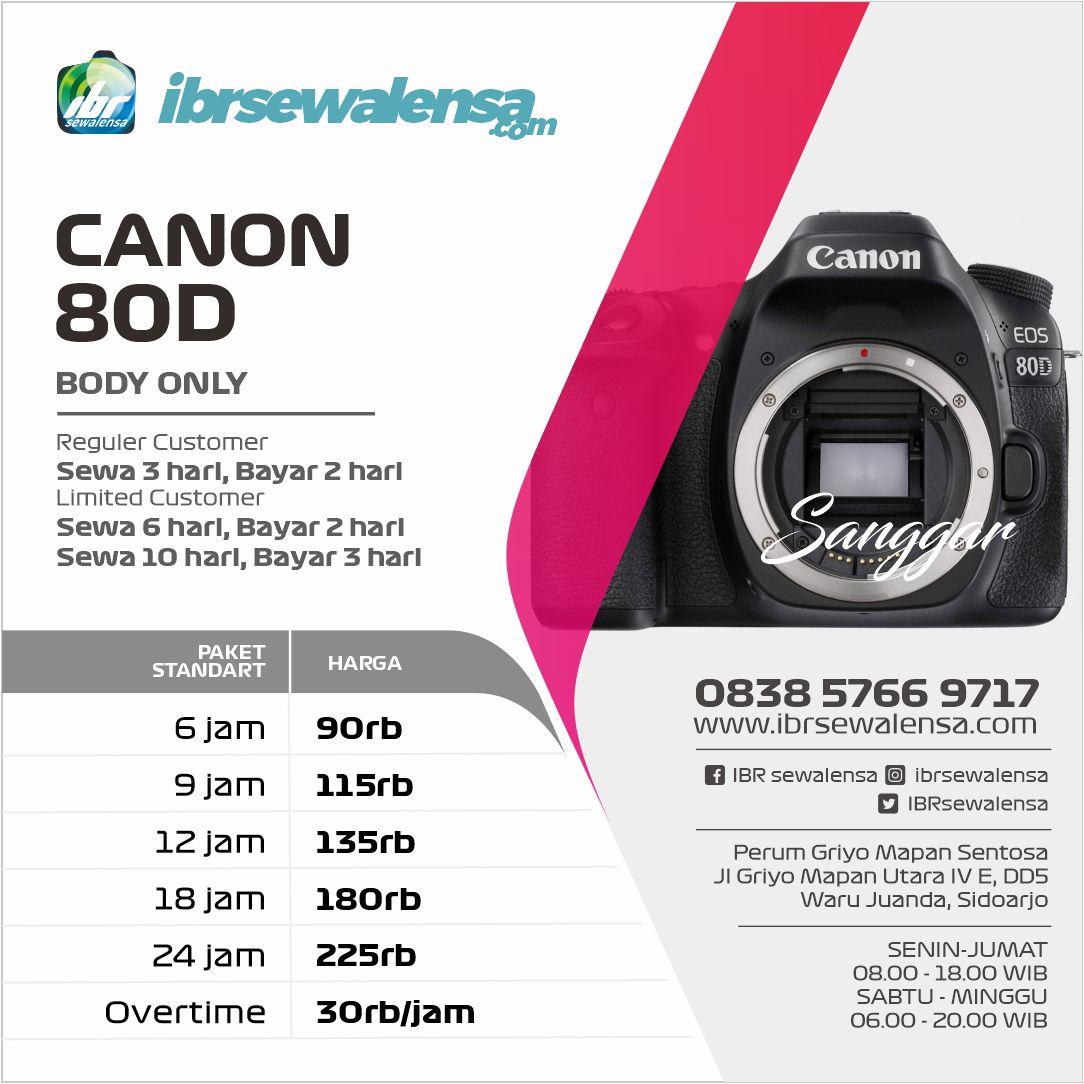 ibr
sewalensa
ibrsewalensa
.com
CANON
80D
BODY ONLY
Reguler Customer
Sewa 3 harI, Bayar 2 harI
Limited Customer
Sewa 6 harI, Bayar 2 harI
Sewa 10 harI, Bayar 3 harI
Canon
EOS
80D
Sanggar
PAKET STANDART HARGA
6 jam 90rb
9 jam 115rb
12 jam 135rb
18 jam 180rb
24 jam 225rb
Overtime 30rb/jam
0838 5766 9717
www.ibrsewalensa.com
IBR sewalensa ibrsewalensa
IBRsewalensa
Perum Griyo Mapan Sentosa
Jl Griyo Mapan Utara IV E, DD5
Waru Juanda, Sidoarjo
SENIN-JUMAT
08.00 - 18.00 WIB
SABTU - MINGGU
06.00 - 20.00 WIB